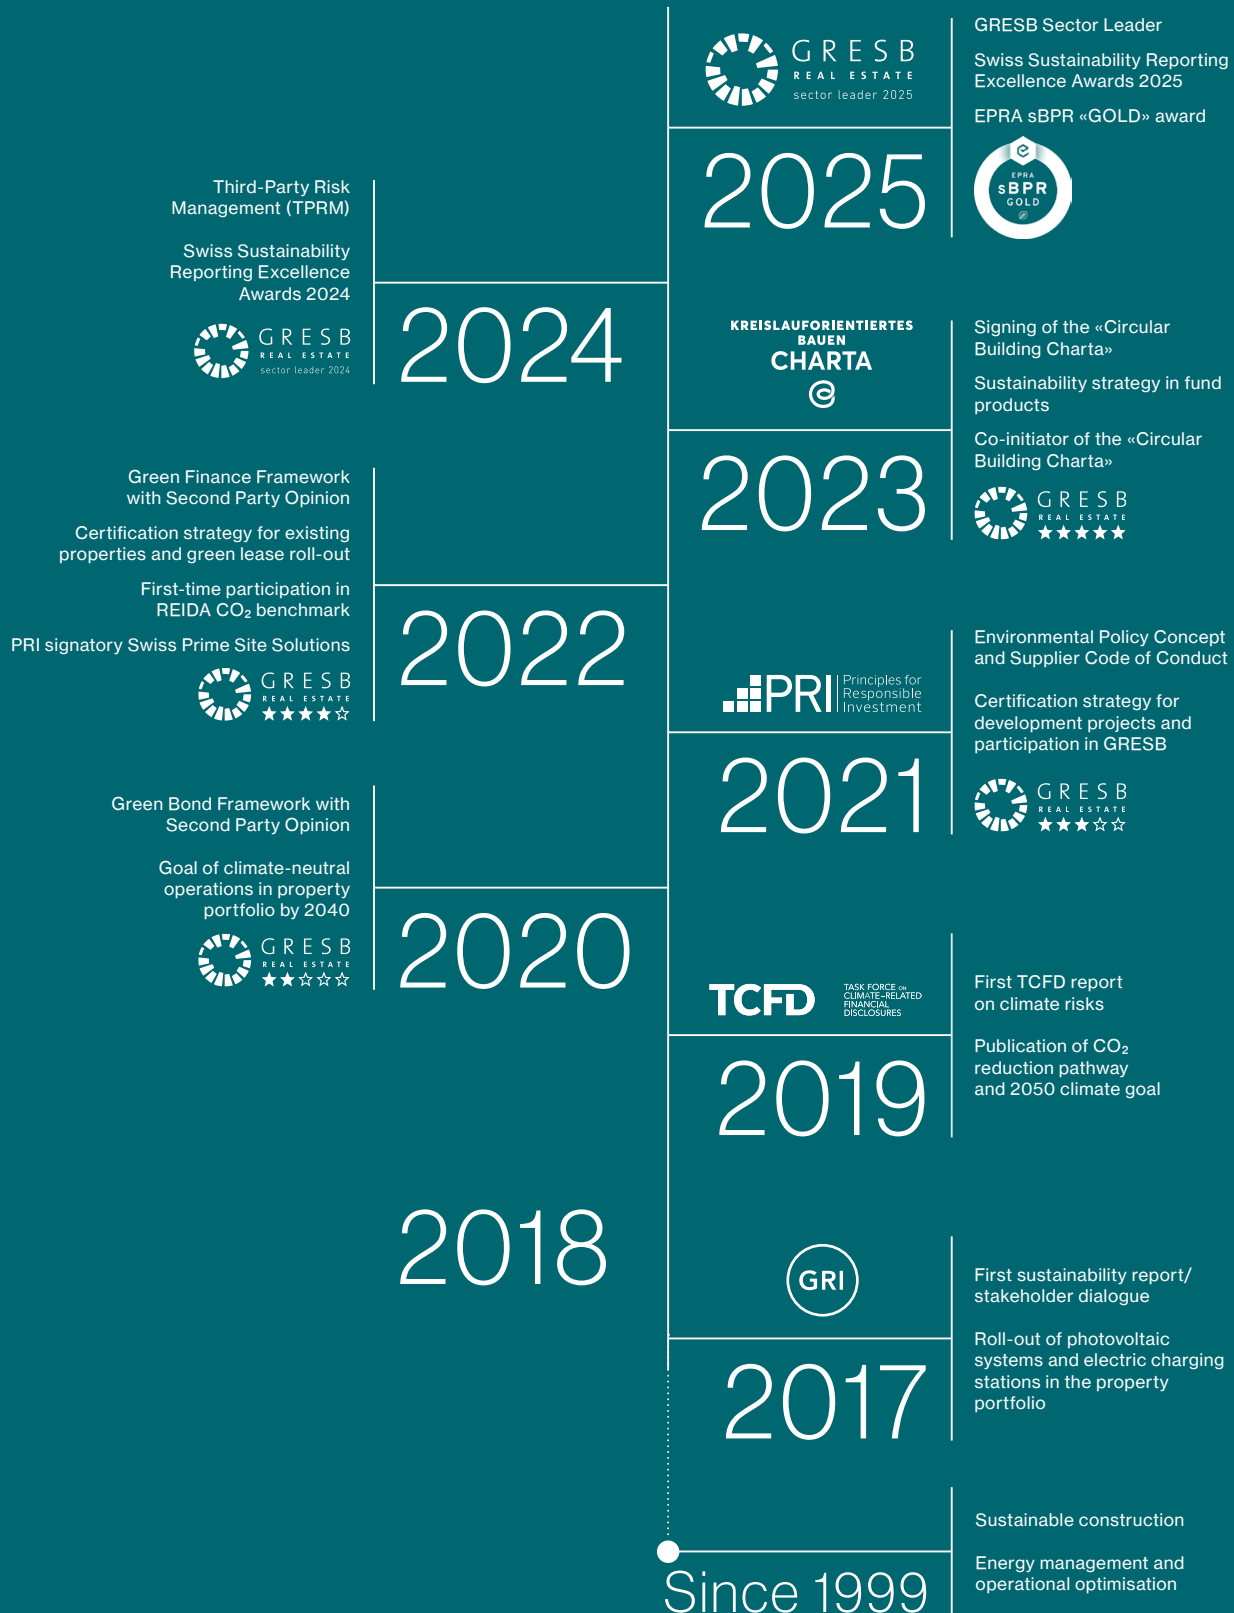 GRESB
REAL ESTATE
sector leader 2025
2025
GRESB Sector Leader
Swiss Sustainability Reporting
Excellence Awards 2025
EPRA sBPR «GOLD» award
EPRA
sBPR
GOLD
Third-Party Risk
Management (TPRM)
Swiss Sustainability
Reporting Excellence
Awards 2024
GRESB
REAL ESTATE
sector leader 2024
2024
KREISLAUFORIENTIERTES
BAUEN
CHARTA
2023
Signing of the «Circular
Building Charta»
Sustainability strategy in fund
products
Co-initiator of the «Circular
Building Charta»
GRESB
REAL ESTATE
★★★★★
Green Finance Framework
with Second Party Opinion
Certification strategy for existing
properties and green lease roll-out
First-time participation in
REIDA CO₂ benchmark
PRI signatory Swiss Prime Site Solutions
GRESB
REAL ESTATE
★★★★☆
2022
PRI
Principles for
Responsible
Investment
2021
Environmental Policy Concept
and Supplier Code of Conduct
Certification strategy for
development projects and
participation in GRESB
GRESB
REAL ESTATE
★★★☆☆
Green Bond Framework with
Second Party Opinion
Goal of climate-neutral
operations in property
portfolio by 2040
GRESB
REAL ESTATE
★★☆☆☆
2020
TCFD
TASK FORCE ON
CLIMATE-RELATED
FINANCIAL
DISCLOSURES
2019
First TCFD report
on climate risks
Publication of CO₂
reduction pathway
and 2050 climate goal
2018
GRI
2017
First sustainability report/
stakeholder dialogue
Roll-out of photovoltaic
systems and electric charging
stations in the property
portfolio
Since 1999
Sustainable construction
Energy management and
operational optimisation